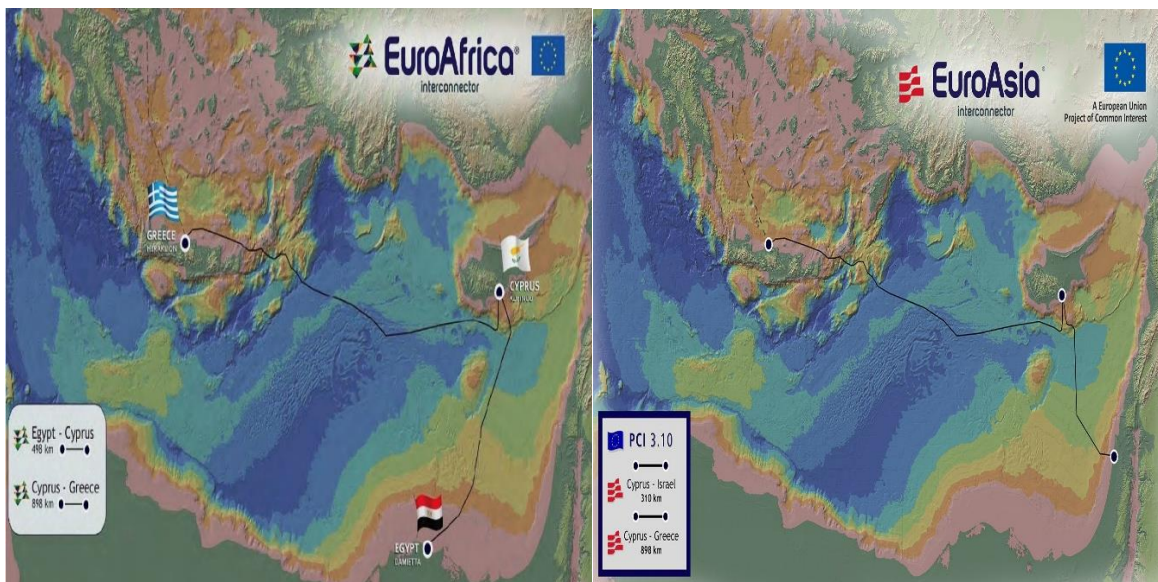 EuroAfrica®
interconnector
GREECE
CYPRUS
Egypt - Cyprus
498 km
Cyprus - Greece
898 km
EGYPT
DAMIETTA
EuroAsia
interconnector
A European Union
Project of Common Interest
PCI 3.10
Cyprus - Israel
310 km
Cyprus - Greece
898 km